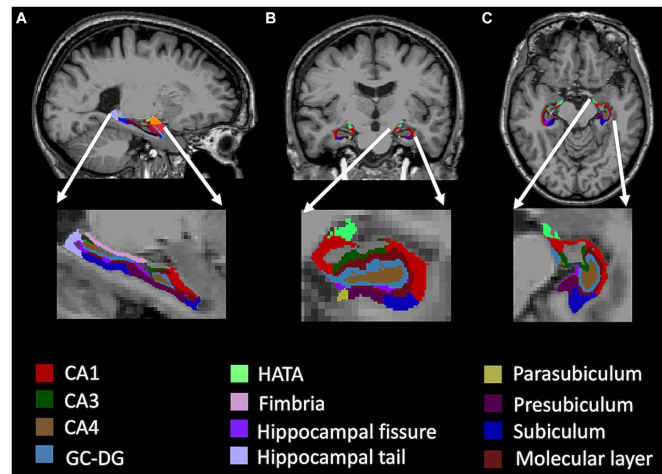 A
B
C
CA1
CA3
CA4
GC-DG
HATA
Fimbria
Hippocampal fissure
Hippocampal tail
Parasubiculum
Presubiculum
Subiculum
Molecular layer